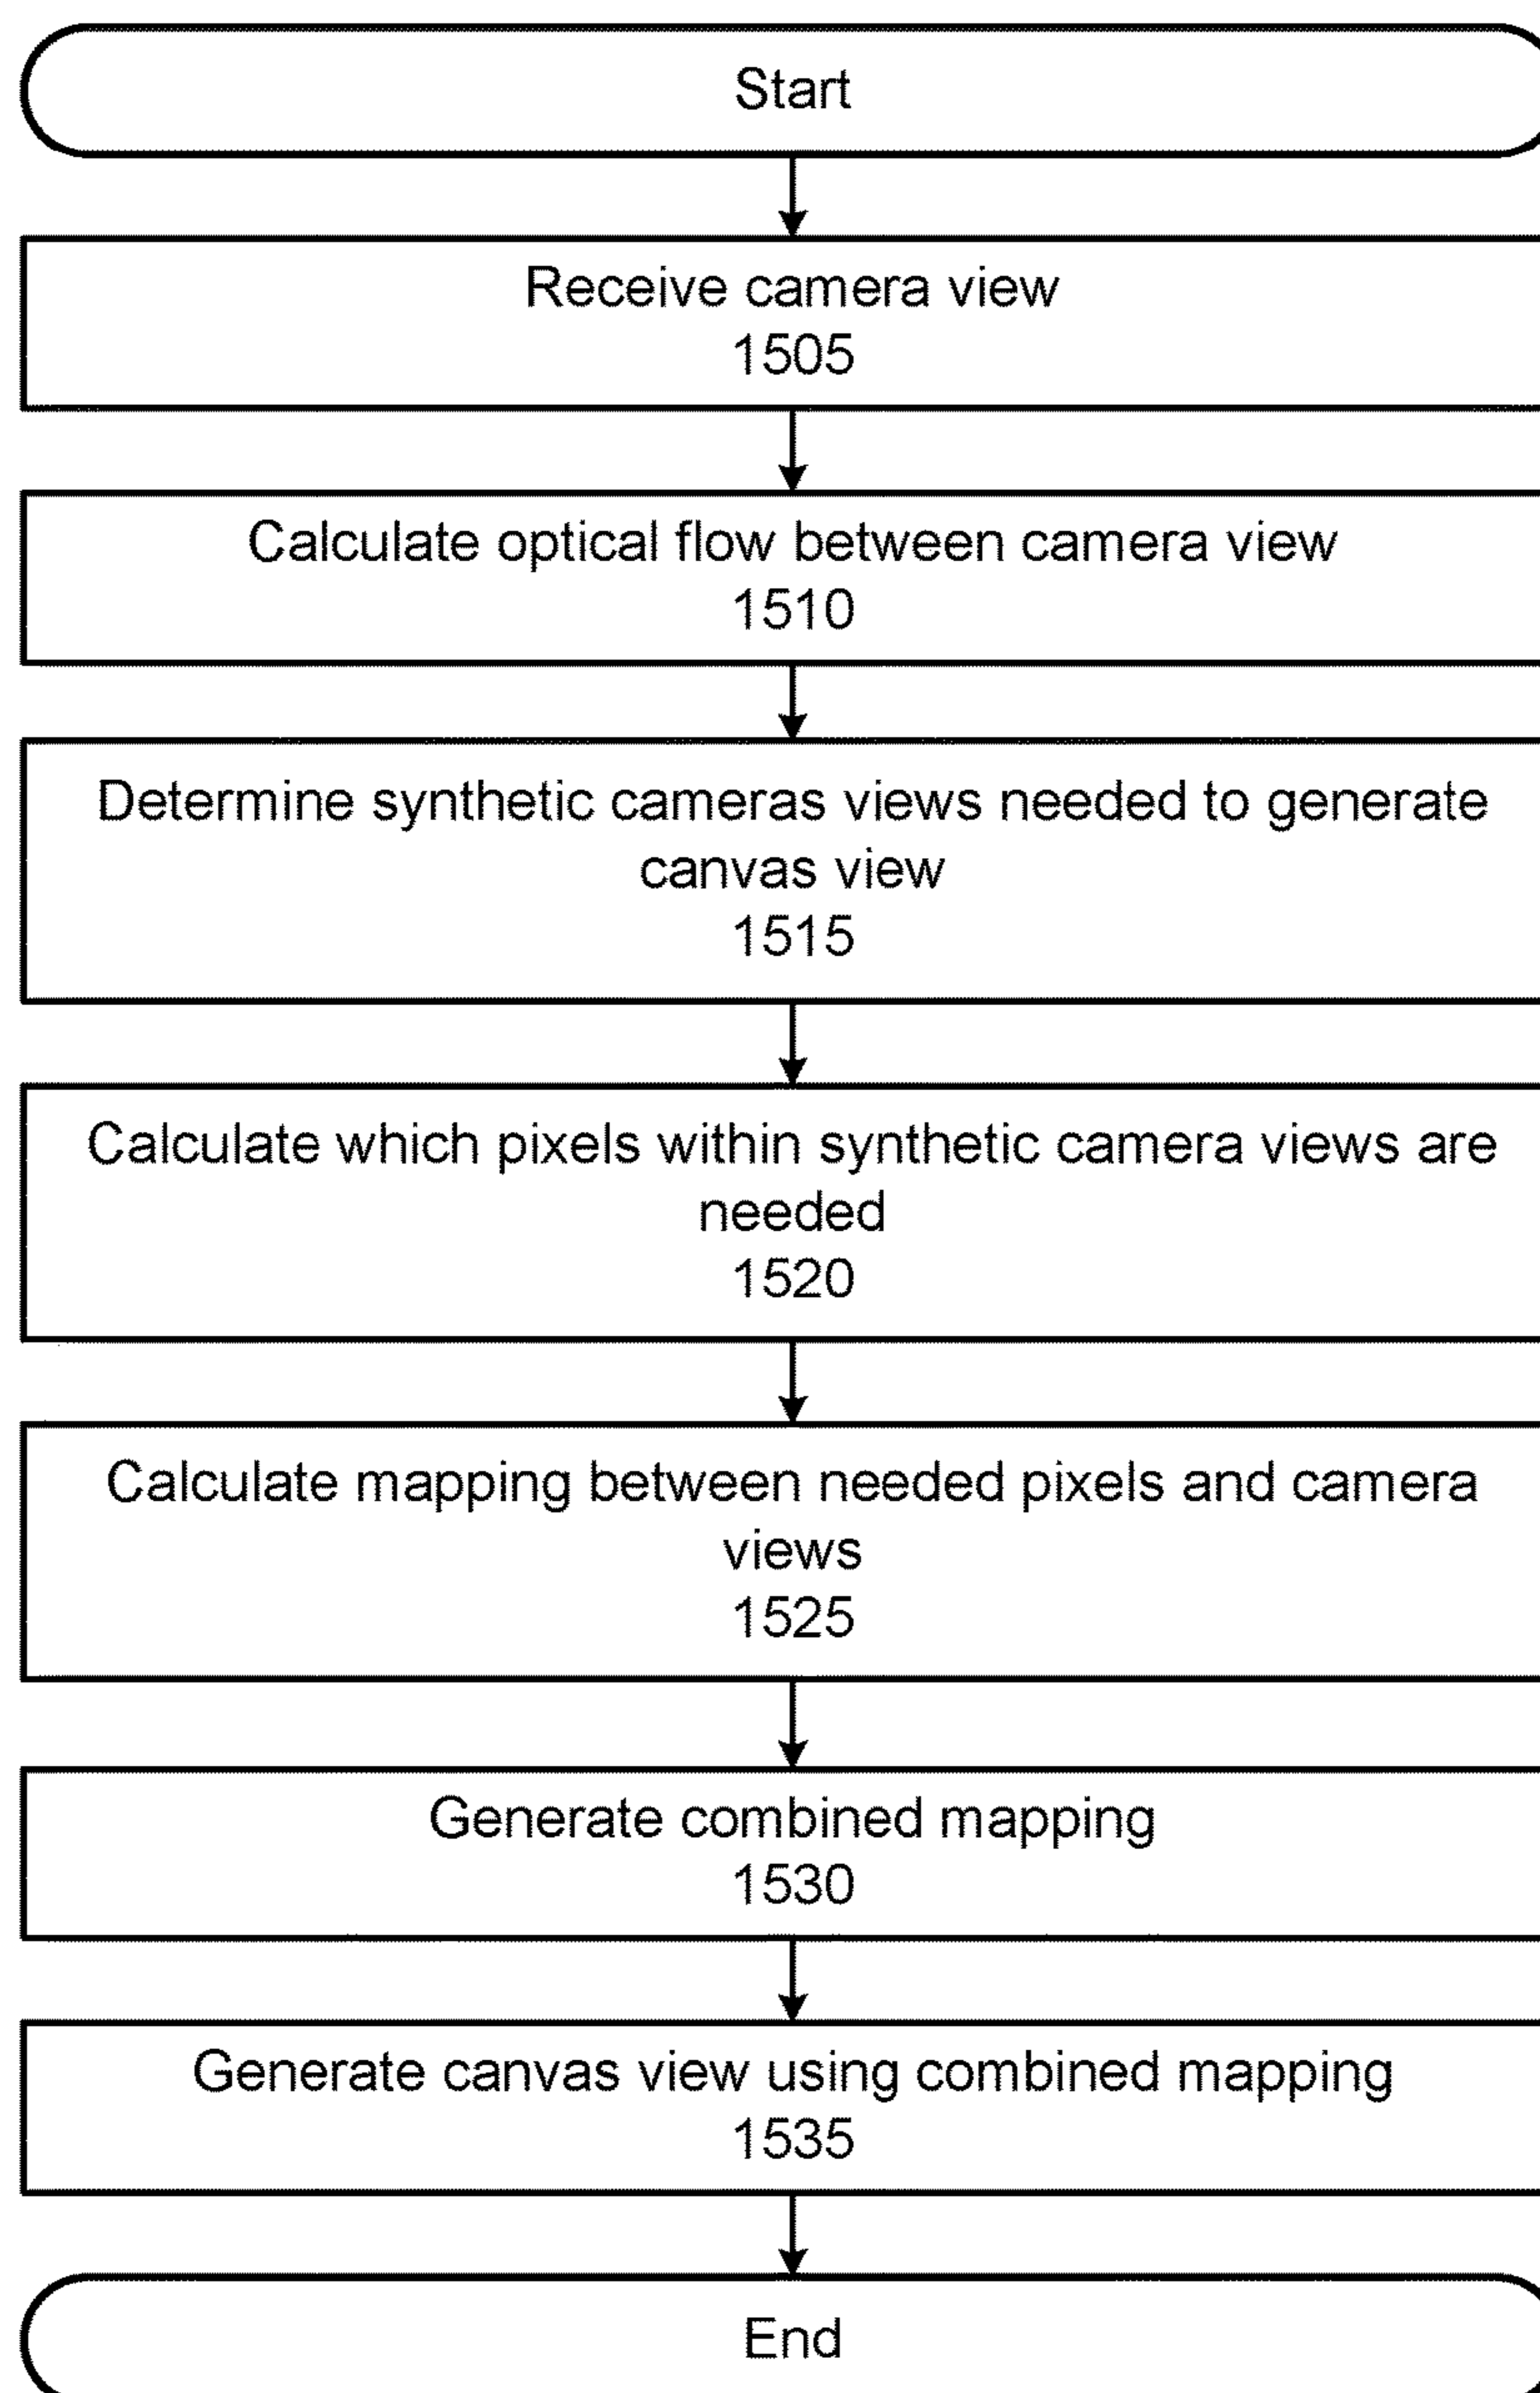 Start
Receive camera view
1505
Calculate optical flow between camera view
1510
Determine synthetic cameras views needed to generate
canvas view
1515
Calculate which pixels within synthetic camera views are
needed
1520
Calculate mapping between needed pixels and camera
views
1525
Generate combined mapping
1530
Generate canvas view using combined mapping
1535
End